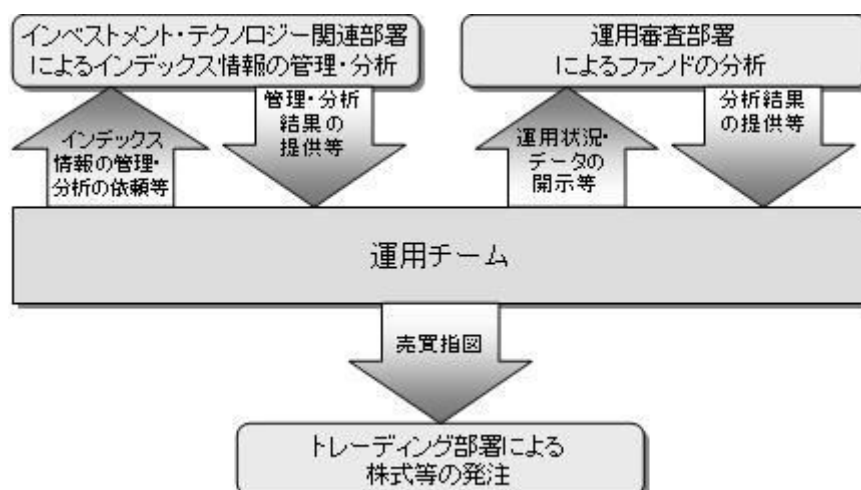 インベストメント・テクノロジー関連部署
によるインデックス情報の管理・分析
運用審査部署
によるファンドの分析
インデックス
情報の管理・
分析の依頼等
管理・分析
結果の
提供等
運用状況・
データの
開示等
分析結果
の提供等
運用チーム
売買指図
トレーディング部署による
株式等の発注